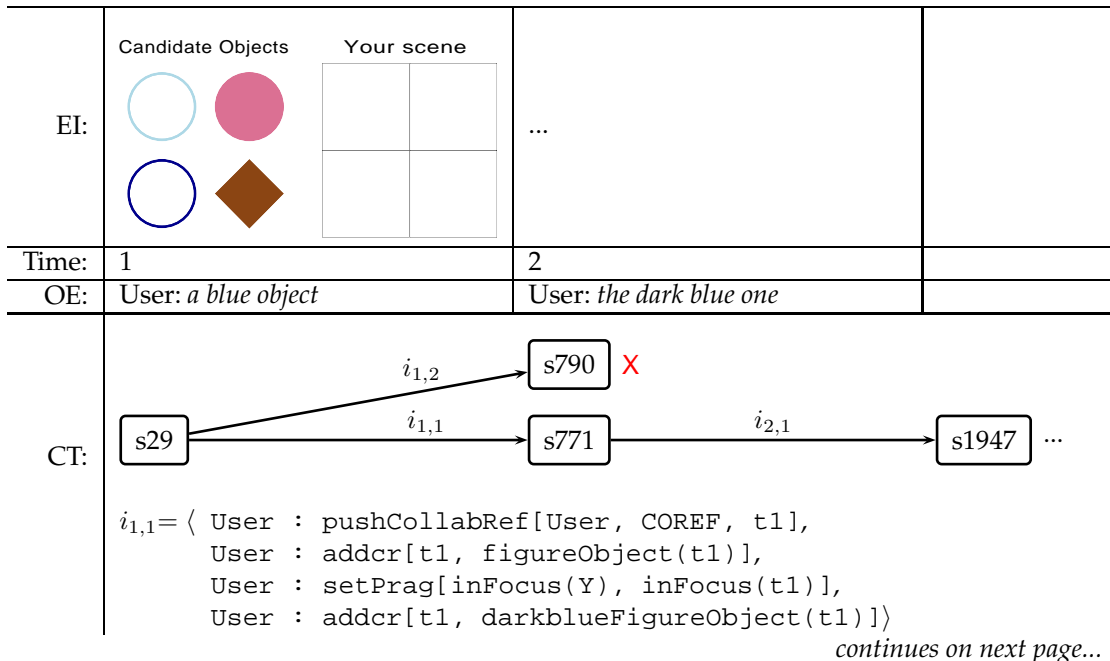 Candidate Objects Your scene
EI: ...
Time: 1 2
OE: User: a blue object User: the dark blue one
s790 X
i1,2
i1,1 i2,1
s29 s771 s1947 ...
CT:
i1,1= ⟨ User : pushCollabRef[User, COREF, t1],
User : addcr[t1, figureObject(t1)],
User : setPrag[inFocus(Y), inFocus(t1)],
User : addcr[t1, darkblueFigureObject(t1)]⟩
continues on next page...